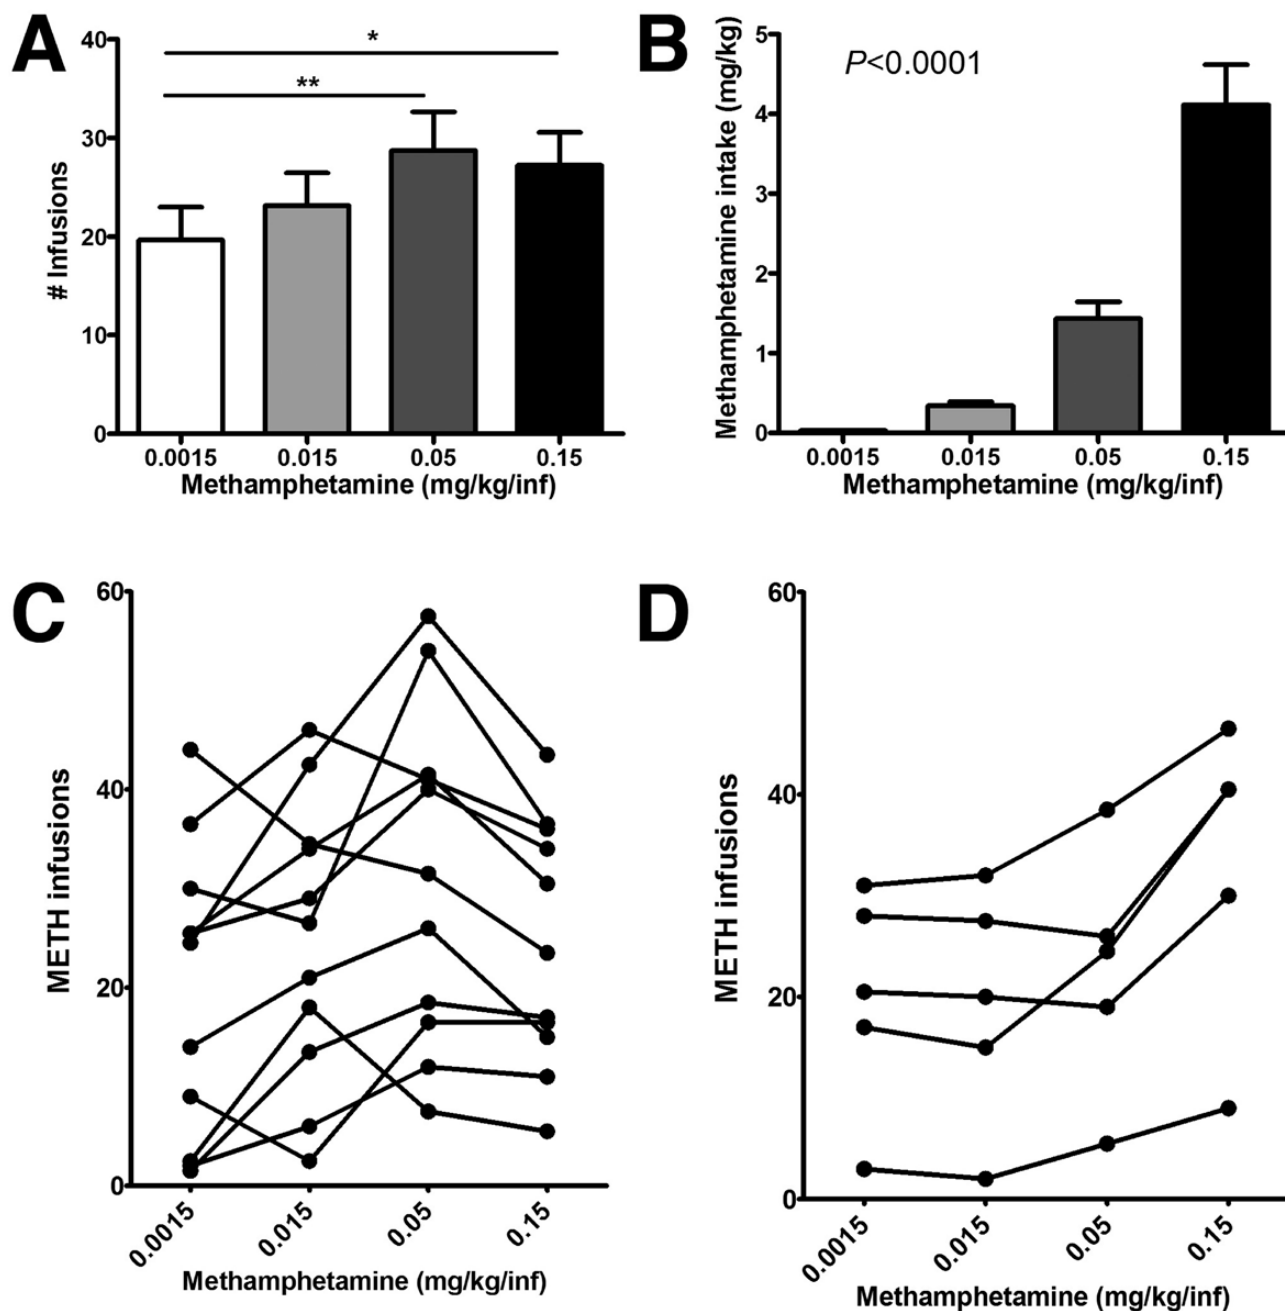 A
40
30
20
10
0
# Infusions
*
**
0.0015 0.015 0.05 0.15
Methamphetamine (mg/kg/inf)
B
5
4
3
2
1
0
Methamphetamine intake (mg/kg)
P<0.0001
0.0015 0.015 0.05 0.15
Methamphetamine (mg/kg/inf)
C
60
40
20
0
METH infusions
0.0015 0.015 0.05 0.15
Methamphetamine (mg/kg/inf)
D
60
40
20
0
METH infusions
0.0015 0.015 0.05 0.15
Methamphetamine (mg/kg/inf)